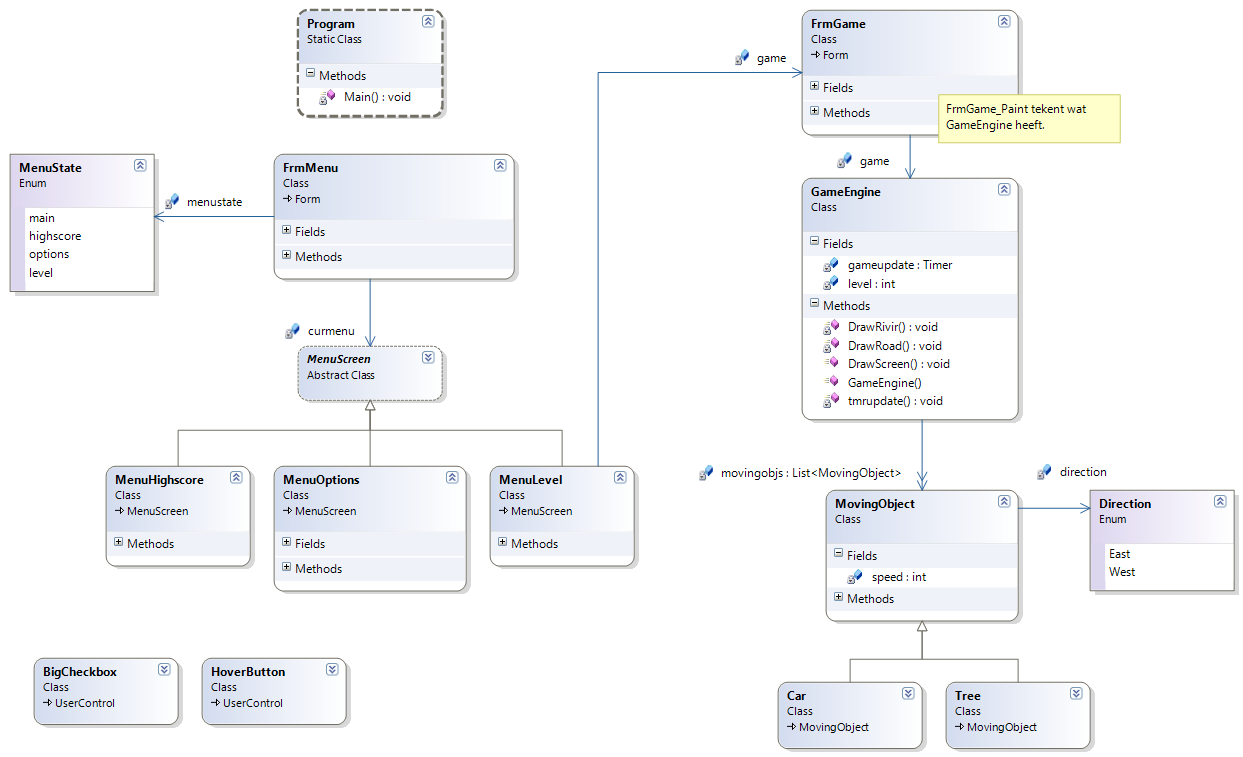 Program
Static Class
Methods
Main() : void
FrmGame
Class
Form
Fields
Methods
FrmGame_Paint tekent wat
GameEngine heeft.
game
game
MenuState
Enum
main
highscore
options
level
menustate
FrmMenu
Class
Form
Fields
Methods
curmenu
MenuScreen
Abstract Class
GameEngine
Class
Fields
gameupdate : Timer
level : int
Methods
DrawRivir() : void
DrawRoad() : void
DrawScreen() : void
GameEngine()
tmrupdate() : void
MenuHighscore
Class
MenuScreen
Methods
MenuOptions
Class
MenuScreen
Fields
Methods
MenuLevel
Class
MenuScreen
Methods
movingobjs : List<MovingObject>
MovingObject
Class
Fields
speed : int
Methods
direction
Direction
Enum
East
West
BigCheckbox
Class
UserControl
HoverButton
Class
UserControl
Car
Class
MovingObject
Tree
Class
MovingObject